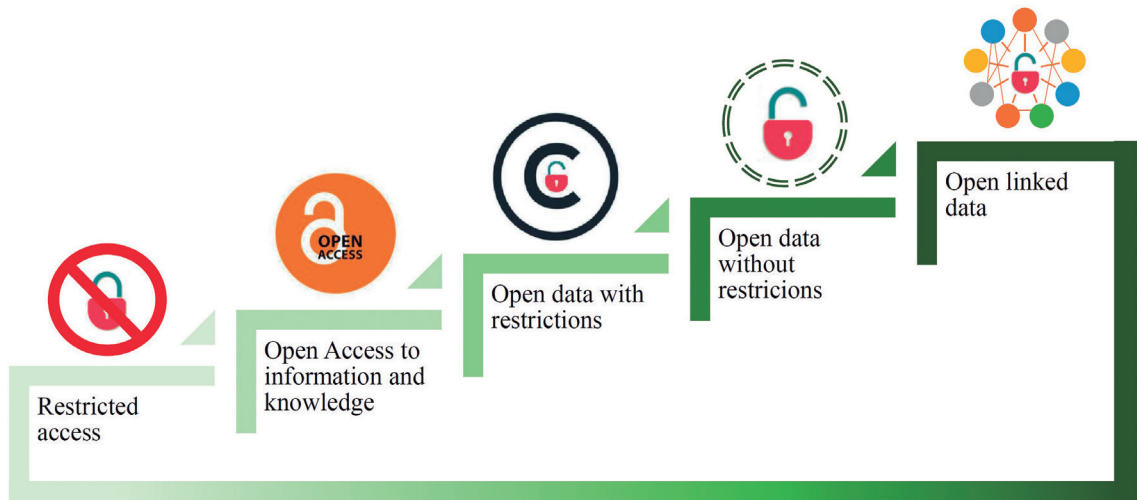 Restricted
access
OPEN
ACCESS
Open Access to
information and
knowledge
C
Open data with
restrictions
Open data
without
restricions
Open linked
data